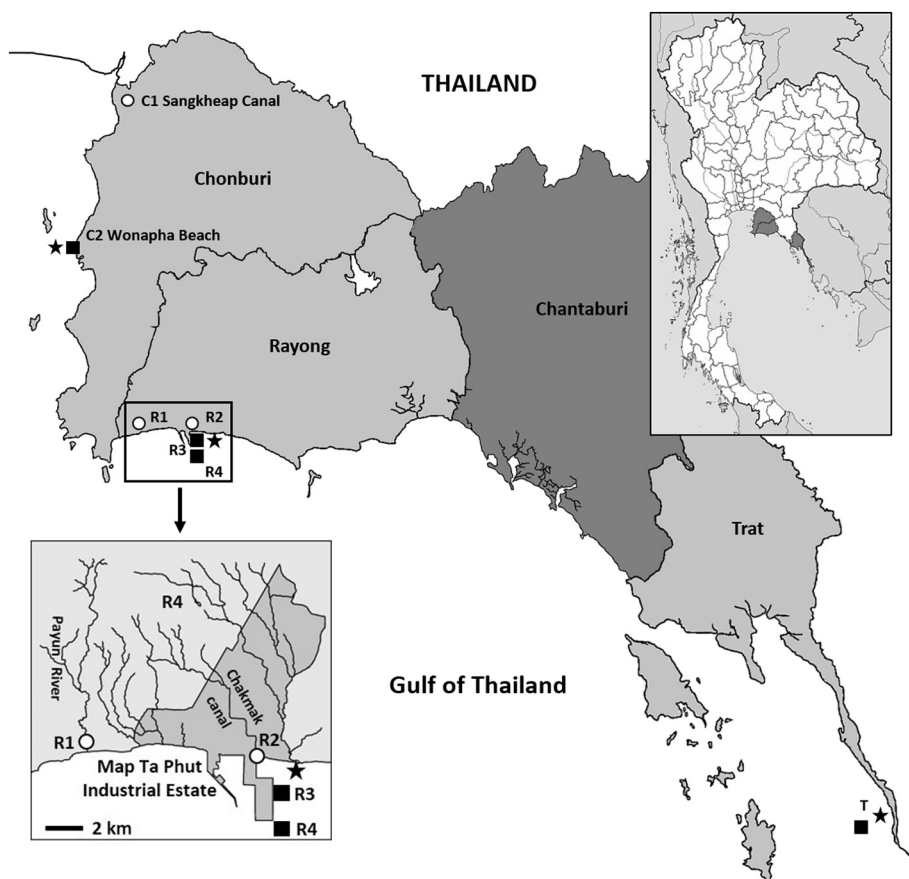 THAILAND
C1 Sangkheap Canal
Chonburi
C2 Wonapha Beach
Chantaburi
Rayong
R1
R2
R3
R4
Trat
R4
Payun River
Chakmak
canal
Gulf of Thailand
R1
R2
Map Ta Phut
Industrial Estate
R3
R4
2 km
T